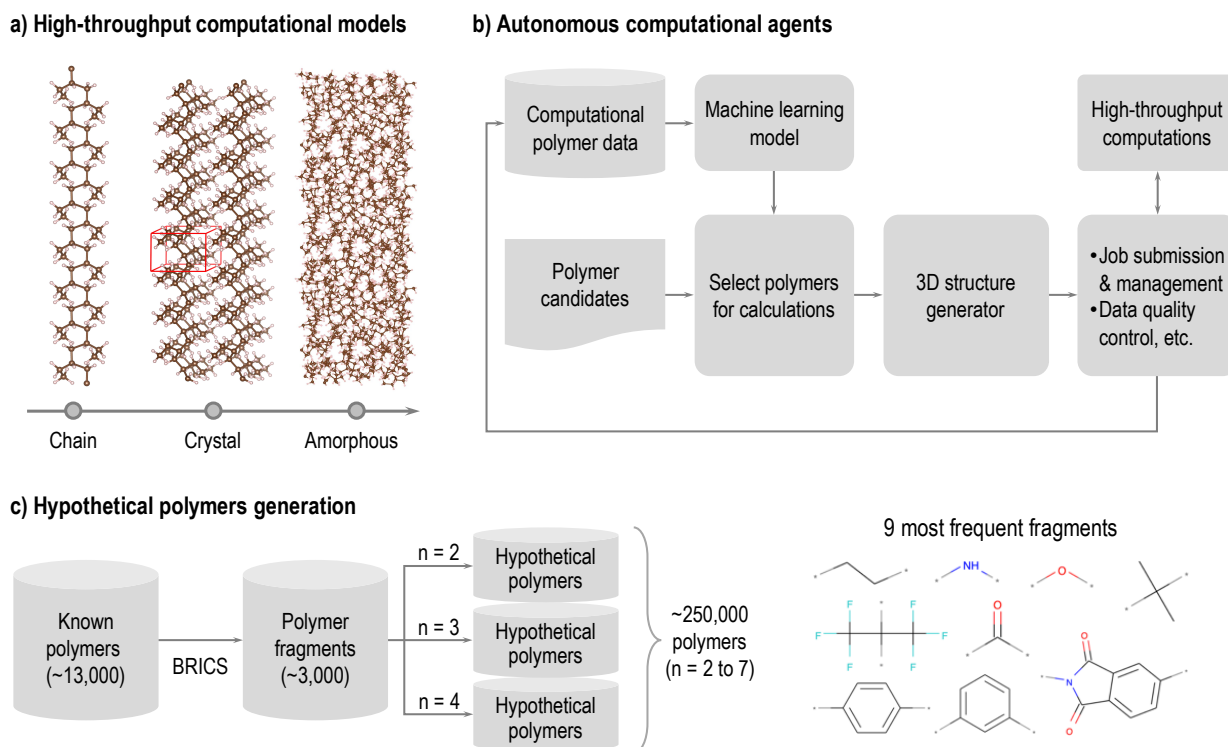 a) High-throughput computational models
Chain
Crystal
Amorphous
b) Autonomous computational agents
Computational
polymer data
Machine learning
model
High-throughput
computations
Polymer
candidates
Select polymers
for calculations
3D structure
generator
•Job submission
& management
•Data quality
control, etc.
c) Hypothetical polymers generation
Known
polymers
(~13,000)
BRICS
Polymer
fragments
(~3,000)
n = 2
Hypothetical
polymers
n = 3
Hypothetical
polymers
n = 4
Hypothetical
polymers
~250,000
polymers
(n = 2 to 7)
9 most frequent fragments
NH
O
F
F
F
F
F
F
O
O
N
O